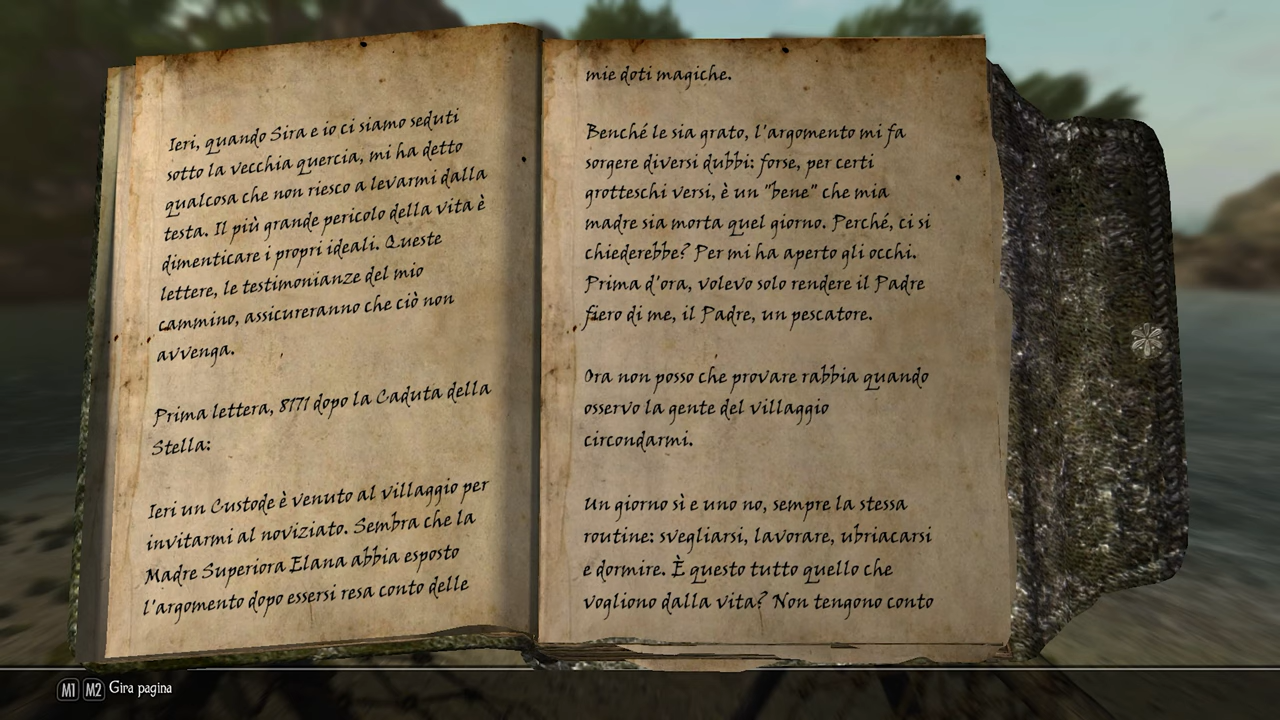 Ieri, quando Sira e io ci siamo seduti
sotto la vecchia quercia, mi ha detto
qualcosa che non riesco a levarmi dalla
testa. Il più grande pericolo della vita è
dimenticare i propri ideali. Queste
lettere, le testimonianze del mio
cammino, assicureranno che ciò non
avvenga.
Prima lettera, 8171 dopo la Caduta della
Stella:
Ieri un Custode è venuto al villaggio per
invitarmi al noviziato. Sembra che la
Madre Superiora Elana abbia esposto
l'argomento dopo essersi resa conto delle
mie doti magiche.
Benché le sia grato, l'argomento mi fa
sorgere diversi dubbi: forse, per certi
grotteschi versi, è un "bene" che mia
madre sia morta quel giorno. Perché, ci si
chiederebbe? Per mi ha aperto gli occhi.
Prima d'ora, volevo solo rendere il Padre
fiero di me, il Padre, un pescatore.
Ora non posso che provare rabbia quando
osservo la gente del villaggio
circondarmi.
Un giorno sì e uno no, sempre la stessa
routine: svegliarsi, lavorare, ubriacarsi
e dormire. È questo tutto quello che
vogliono dalla vita? Non tengono conto
M1 M2 Gira pagina